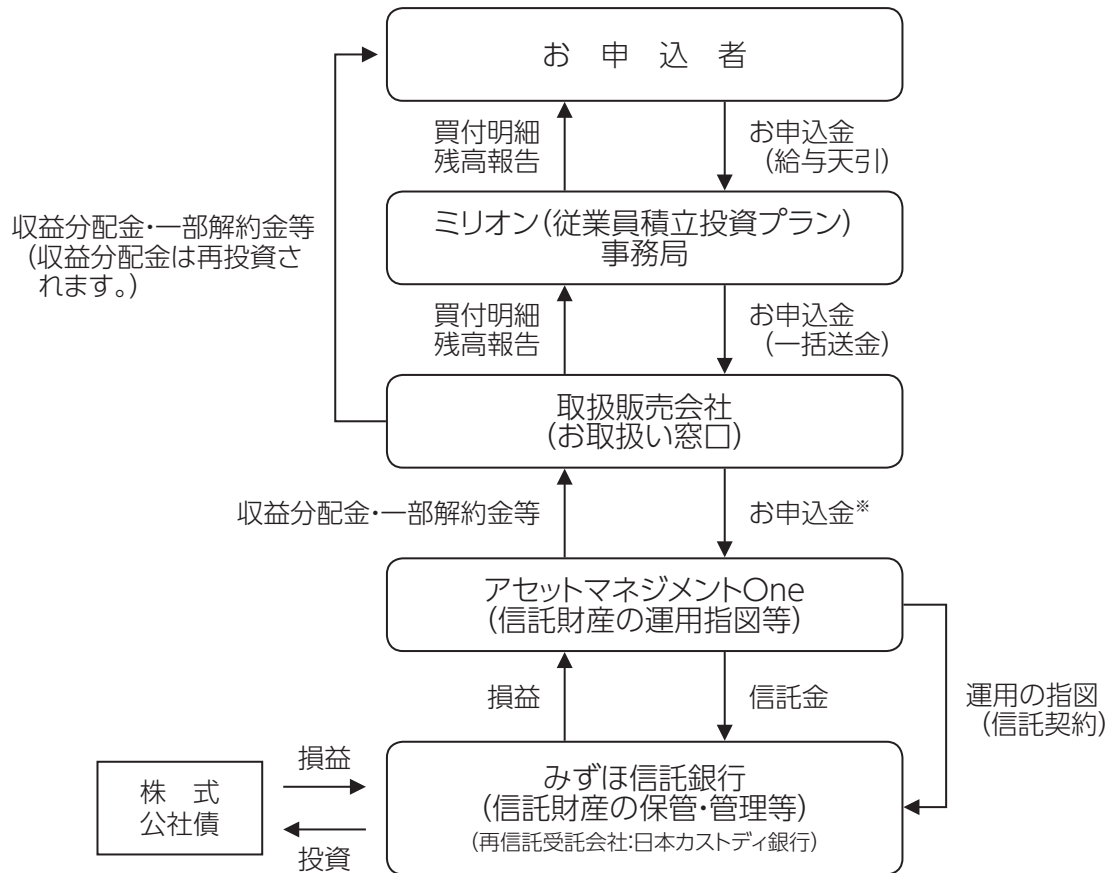 お 申 込 者
買付明細
残高報告
お申込金
(給与天引)
収益分配金・一部解約金等
(収益分配金は再投資さ
れます。)
ミリオン(従業員積立投資プラン)
事務局
買付明細
残高報告
お申込金
(一括送金)
取扱販売会社
(お取扱い窓口)
収益分配金・一部解約金等
お申込金※
アセットマネジメントOne
(信託財産の運用指図等)
損益
信託金
運用の指図
(信託契約)
損益
株 式
公社債
投資
みずほ信託銀行
(信託財産の保管・管理等)
(再信託受託会社:日本カストディ銀行)